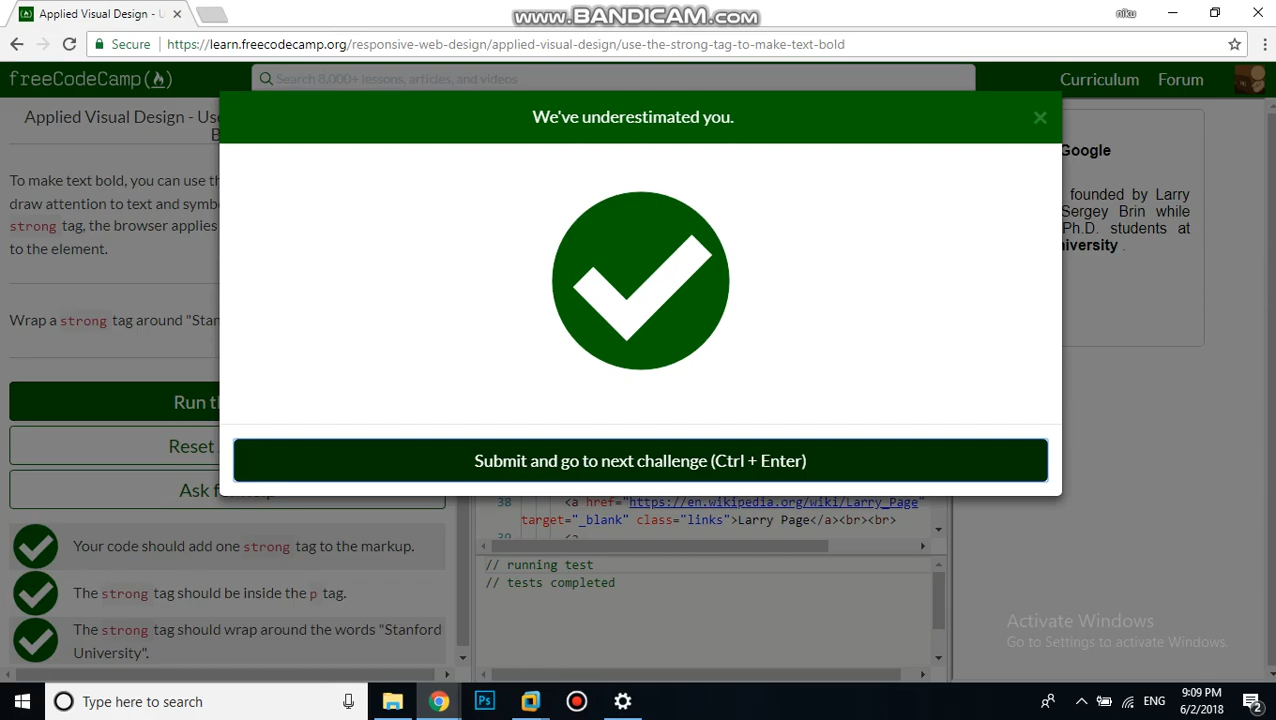 Applied Visual Design - U
www.BANDICAM.com
niku
Secure
https://learn.freecodecamp.org/responsive-web-design/applied-visual-design/use-the-strong-tag-to-make-text-bold
freeCodeCamp
Search 8,000+ lessons, articles, and videos
Curriculum
Forum
Applied Visual Design - Us
B
We've underestimated you.
×
To make text bold, you can use th
draw attention to text and symbo
strong tag, the browser applies
to the element.
Wrap a strong tag around "Stan
Google
founded by Larry
Sergey Brin while
Ph.D. students at
iversity .
Run th
Reset
Ask f
Submit and go to next challenge (Ctrl + Enter)
38 <a href="https://en.wikipedia.org/wiki/Larry_Page"
target="_blank" class="links">Larry Page</a><br><br>
39 <a
// running test
// tests completed
Your code should add one strong tag to the markup.
The strong tag should be inside the p tag.
The strong tag should wrap around the words "Stanford
University".
Activate Windows
Go to Settings to activate Windows.
Type here to search
Ps
ENG
5:09 PM
6/2/2018
2